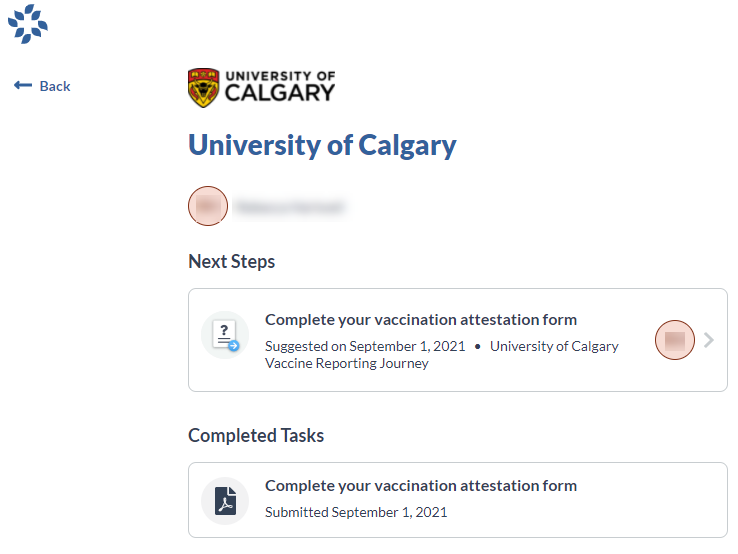 Back
UNIVERSITY OF
CALGARY
University of Calgary
Next Steps
Complete your vaccination attestation form
Suggested on September 1, 2021 • University of Calgary
Vaccine Reporting Journey
Completed Tasks
Complete your vaccination attestation form
Submitted September 1, 2021